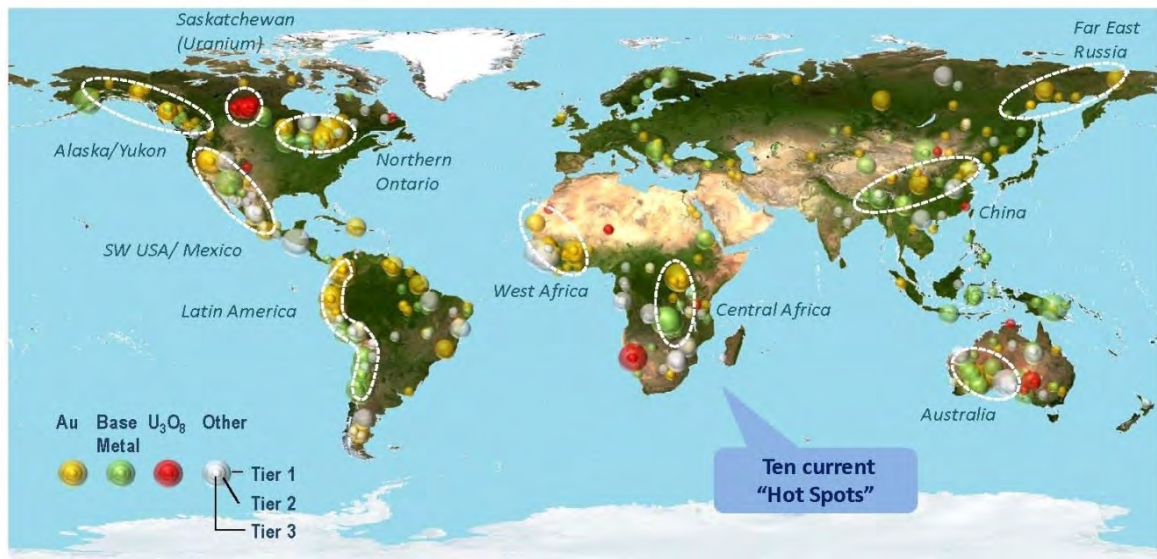 Saskatchewan
(Uranium)
Far East
Russia
Alaska/Yukon
Northern
Ontario
China
SW USA/ Mexico
West Africa
Latin America
Central Africa
Australia
Au Base Metal U₃O₈ Other
Tier 1
Tier 2
Tier 3
Ten current
“Hot Spots”